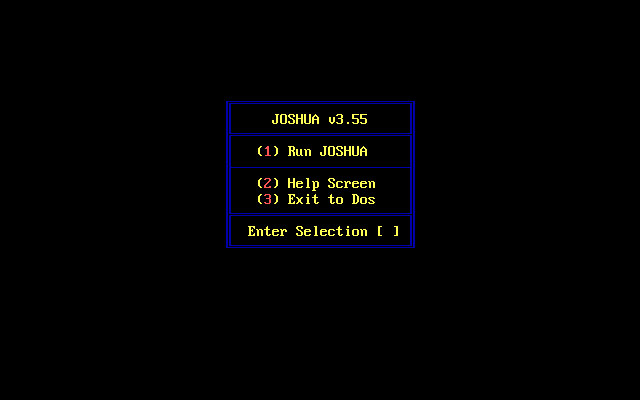 JOSHUA v3.55
(1) Run JOSHUA
(2) Help Screen
(3) Exit to Dos
Enter Selection [ ]